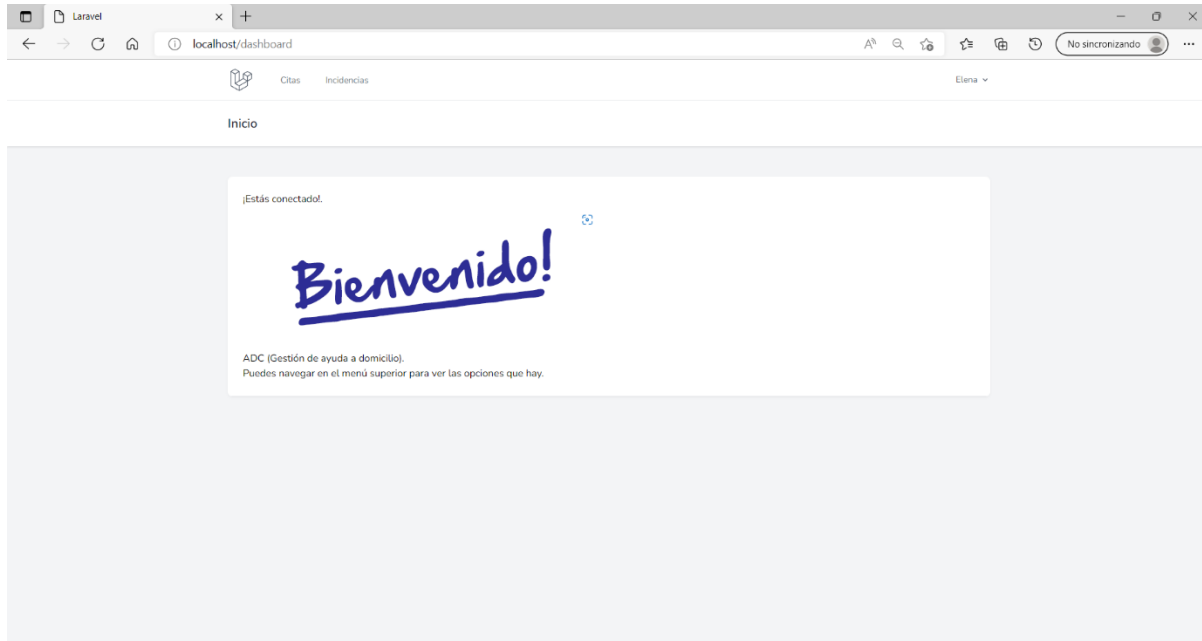 Laravel
localhost/dashboard
No sincronizando
Citas Incidencias Elena
Inicio
¡Estás conectado!.
Bienvenido!
ADC (Gestión de ayuda a domicilio).
Puedes navegar en el menú superior para ver las opciones que hay.